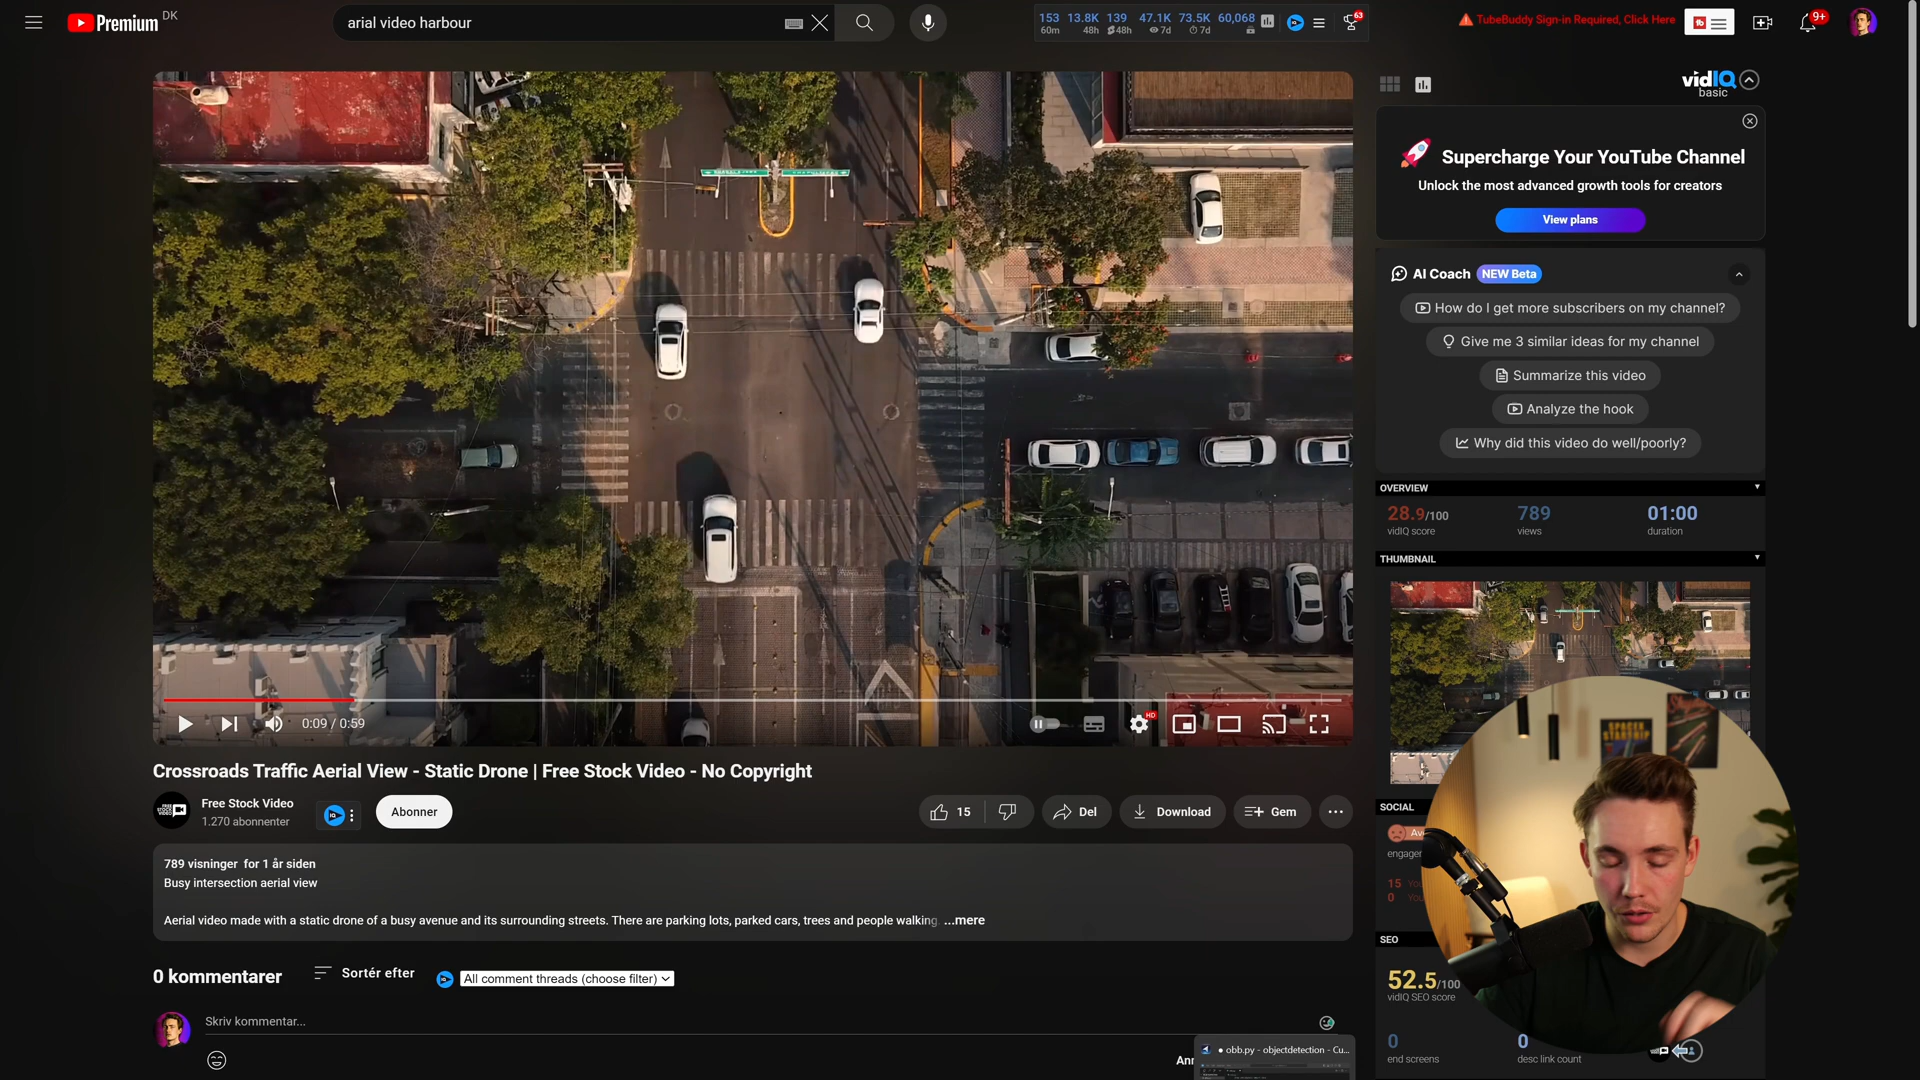 Premium DK
arial video harbour
153 13.8K 139 47.1K 73.5K 60,068
60m 48h 48h 7d 7d
63
TubeBuddy Sign-in Required, Click Here
9+
vidIQ
basic
Supercharge Your YouTube Channel
Unlock the most advanced growth tools for creators
View plans
AI Coach NEW Beta
How do I get more subscribers on my channel?
Give me 3 similar ideas for my channel
Summarize this video
Analyze the hook
Why did this video do well/poorly?
OVERVIEW
28.9/100 789 01:00
vidIQ score views duration
THUMBNAIL
0:09 / 0:59
HD
Crossroads Traffic Aerial View - Static Drone | Free Stock Video - No Copyright
Free Stock Video
1.270 abonnenter
Abonner
15
Del
Download
Gem
789 visninger for 1 år siden
Busy intersection aerial view
Aerial video made with a static drone of a busy avenue and its surrounding streets. There are parking lots, parked cars, trees and people walking. ...mere
0 kommentarer
Sortér efter
All comment threads (choose filter)
Skriv kommentar...
SOCIAL
15
0
SEO
52.5/100
vidIQ SEO score
0 0
end screens desc link count
obb.py - objectdetection - Cu...